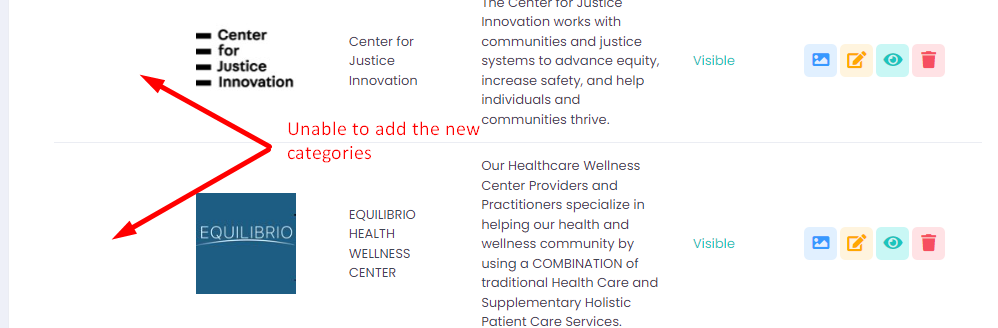 The Center for Justice
Innovation works with
communities and justice
systems to advance equity,
increase safety, and help
individuals and
communities thrive.
Center
for
Justice
Innovation
Center for
Justice
Innovation
Visible
Unable to add the new
categories
EQUILIBRIO
EQUILIBRIO
HEALTH
WELLNESS
CENTER
Our Healthcare Wellness
Center Providers and
Practitioners specialize in
helping our health and
wellness community by
using a COMBINATION of
traditional Health Care and
Supplementary Holistic
Patient Care Services.
Visible